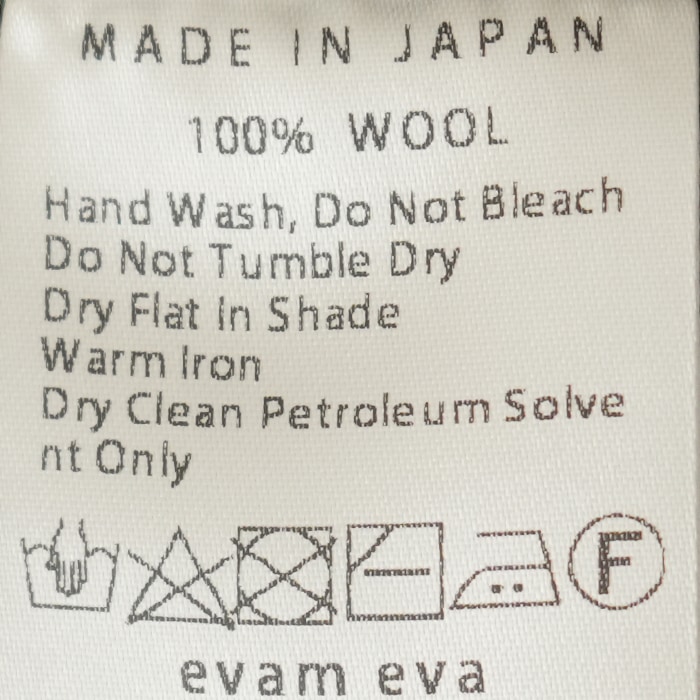 MADE IN JAPAN
100% WOOL
Hand Wash, Do Not Bleach
Do Not Tumble Dry
Dry Flat In Shade
Warm Iron
Dry Clean Petroleum Solve
nt Only
F
evam eva